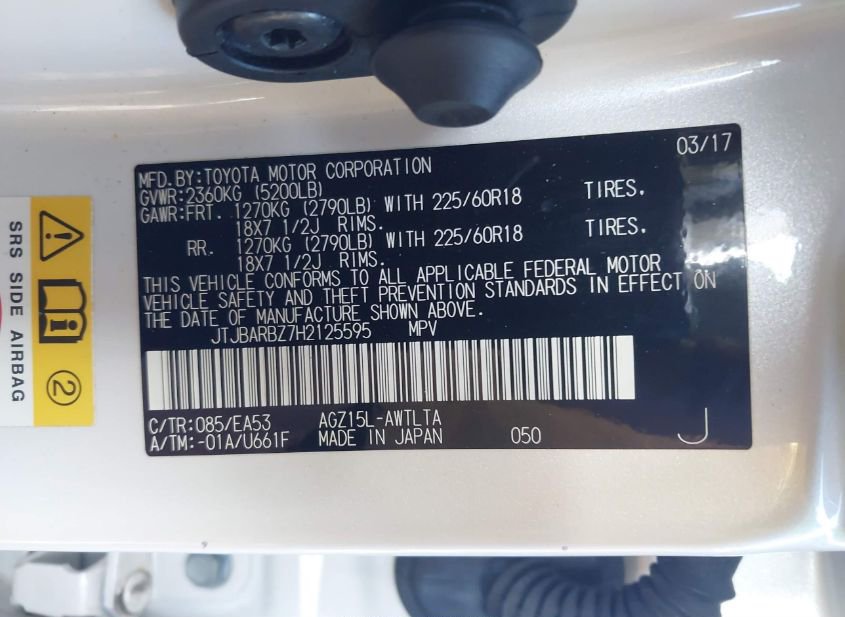 03/17
MFD.BY:TOYOTA MOTOR CORPORATION
GVWR:2360KG (5200LB)
GAWR:FRT. 1270KG (2790LB) WITH 225/60R18 TIRES.
18X7 1/2J RIMS.
RR. 1270KG (2790LB) WITH 225/60R18 TIRES.
18X7 1/2J RIMS.
THIS VEHICLE CONFORMS TO ALL APPLICABLE FEDERAL MOTOR
VEHICLE SAFETY AND THEFT PREVENTION STANDARDS IN EFFECT ON
THE DATE OF MANUFACTURE SHOWN ABOVE.
JTJBARBZ7H2125595 MPV
C/TR:085/EA53 AGZ15L-AWTLTA
A/TM:-01A/U661F MADE IN JAPAN 050
J
SRS SIDE AIRBAG
2